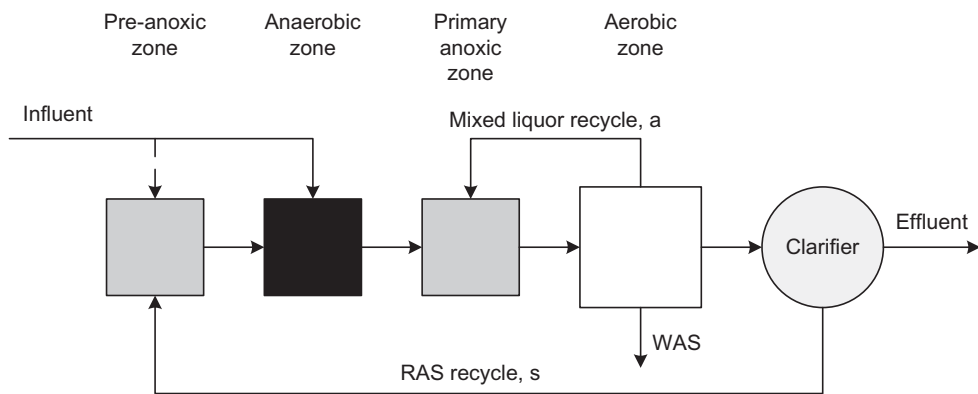 Pre-anoxic
zone
Anaerobic
zone
Primary
anoxic
zone
Aerobic
zone
Influent
Mixed liquor recycle, a
Clarifier
Effluent
WAS
RAS recycle, s